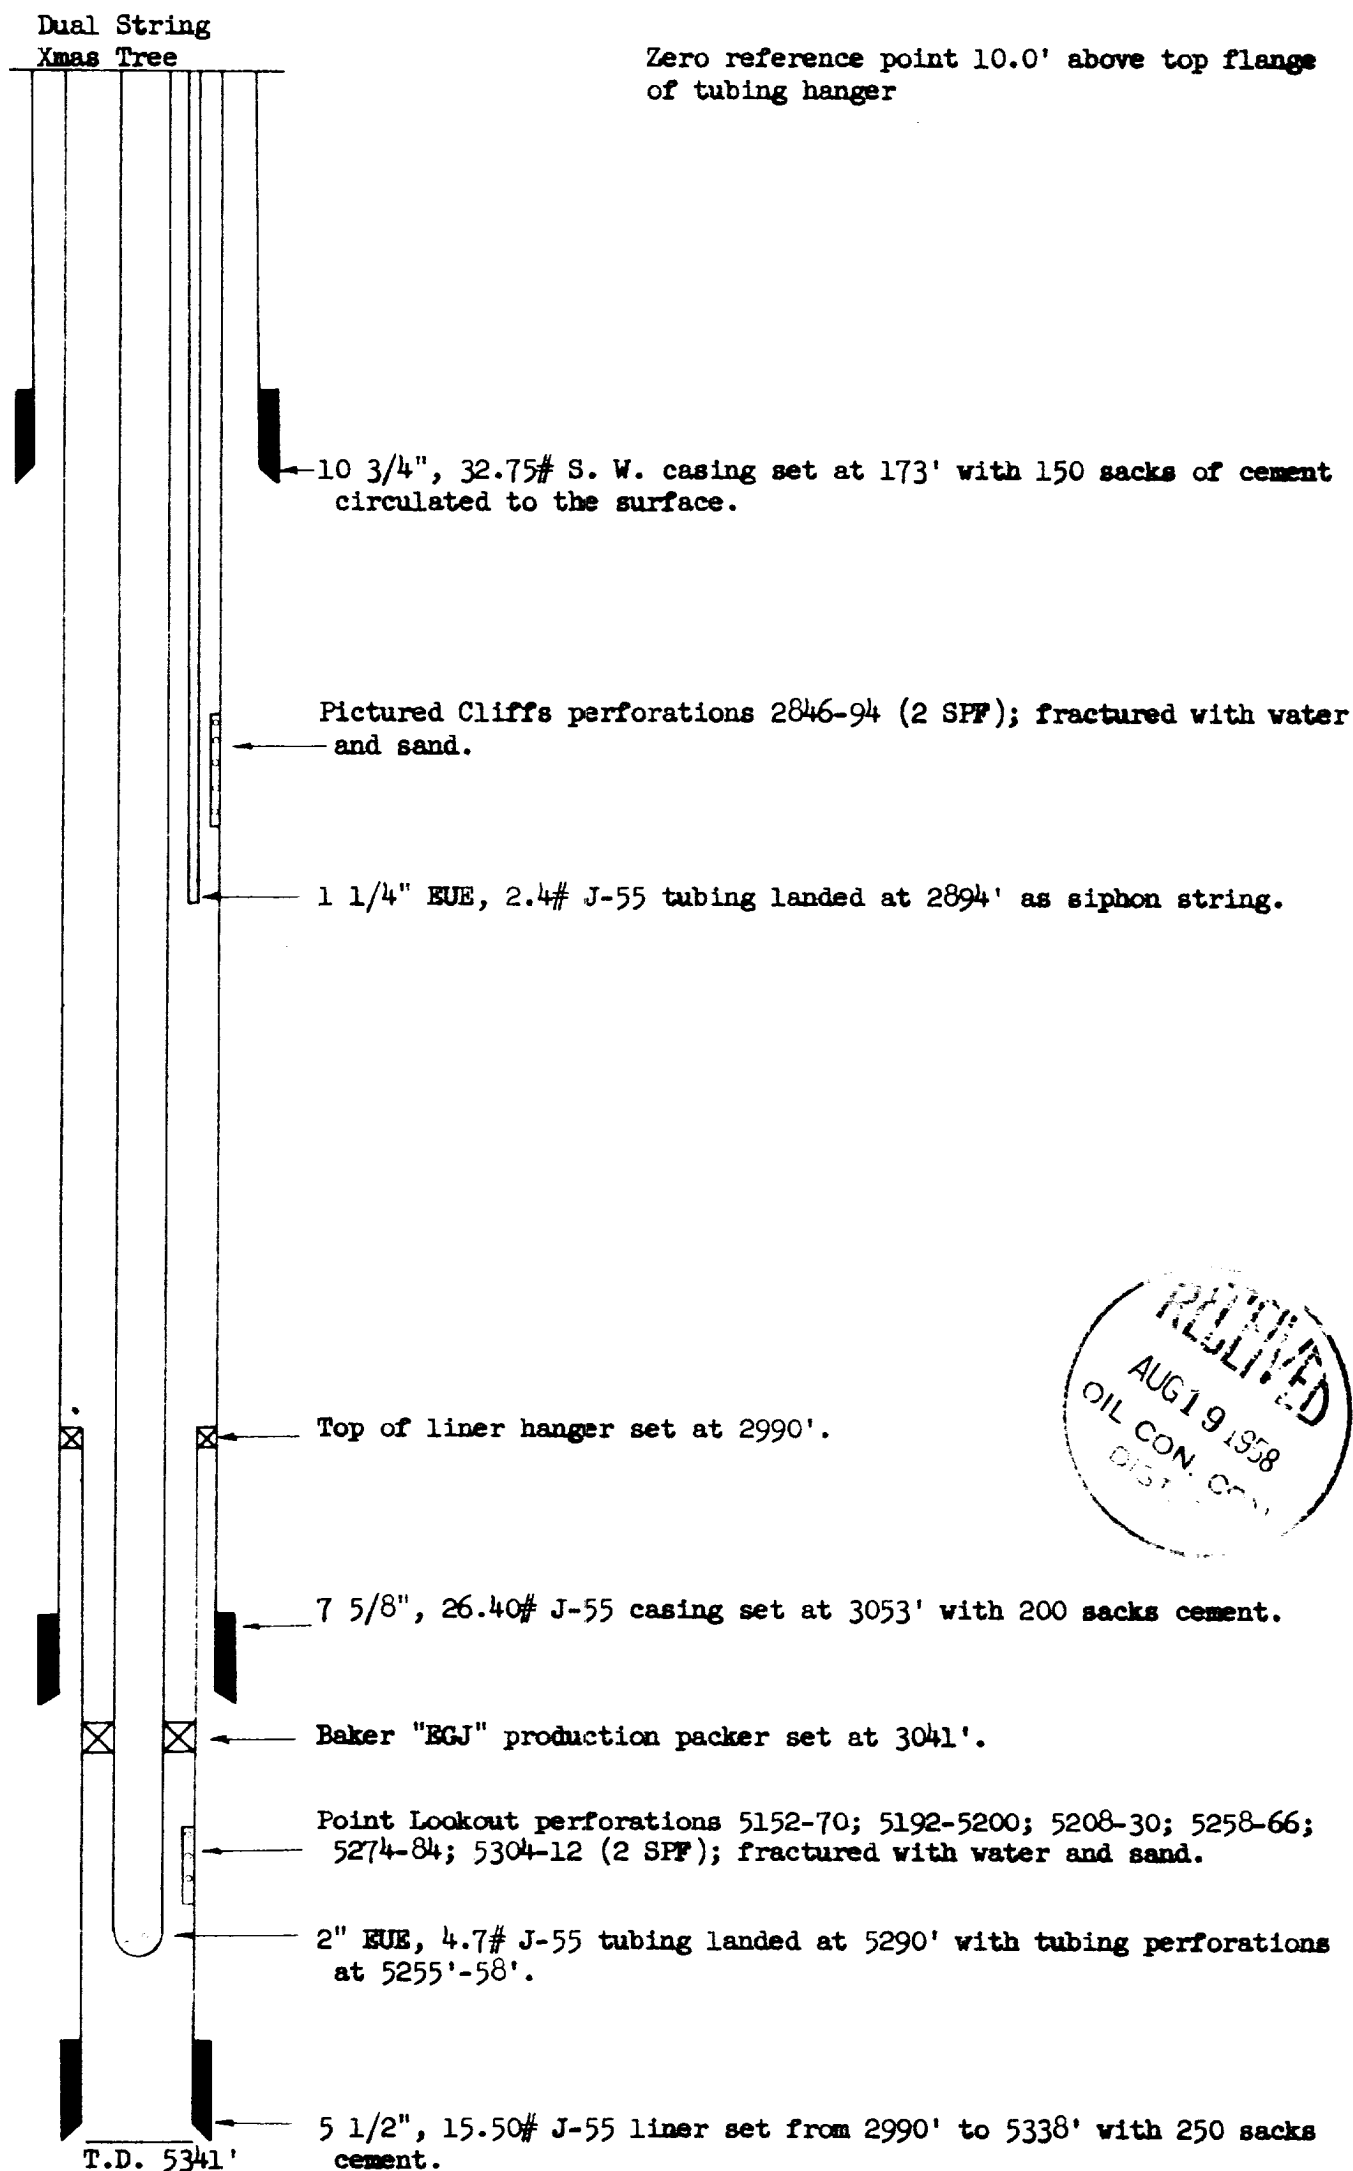 Dual String
Xmas Tree
Zero reference point 10.0' above top flange
of tubing hanger
10 3/4", 32.75# S. W. casing set at 173' with 150 sacks of cement
circulated to the surface.
Pictured Cliffs perforations 2846-94 (2 SPF); fractured with water
and sand.
1 1/4" EUE, 2.4# J-55 tubing landed at 2894' as siphon string.
Top of liner hanger set at 2990'.
RECEIVED
AUG 19 1958
OIL CON. COM.
DIST.
7 5/8", 26.40# J-55 casing set at 3053' with 200 sacks cement.
Baker "EGJ" production packer set at 3041'.
Point Lookout perforations 5152-70; 5192-5200; 5208-30; 5258-66;
5274-84; 5304-12 (2 SPF); fractured with water and sand.
2" EUE, 4.7# J-55 tubing landed at 5290' with tubing perforations
at 5255'-58'.
5 1/2", 15.50# J-55 liner set from 2990' to 5338' with 250 sacks
cement.
T.D. 5341'